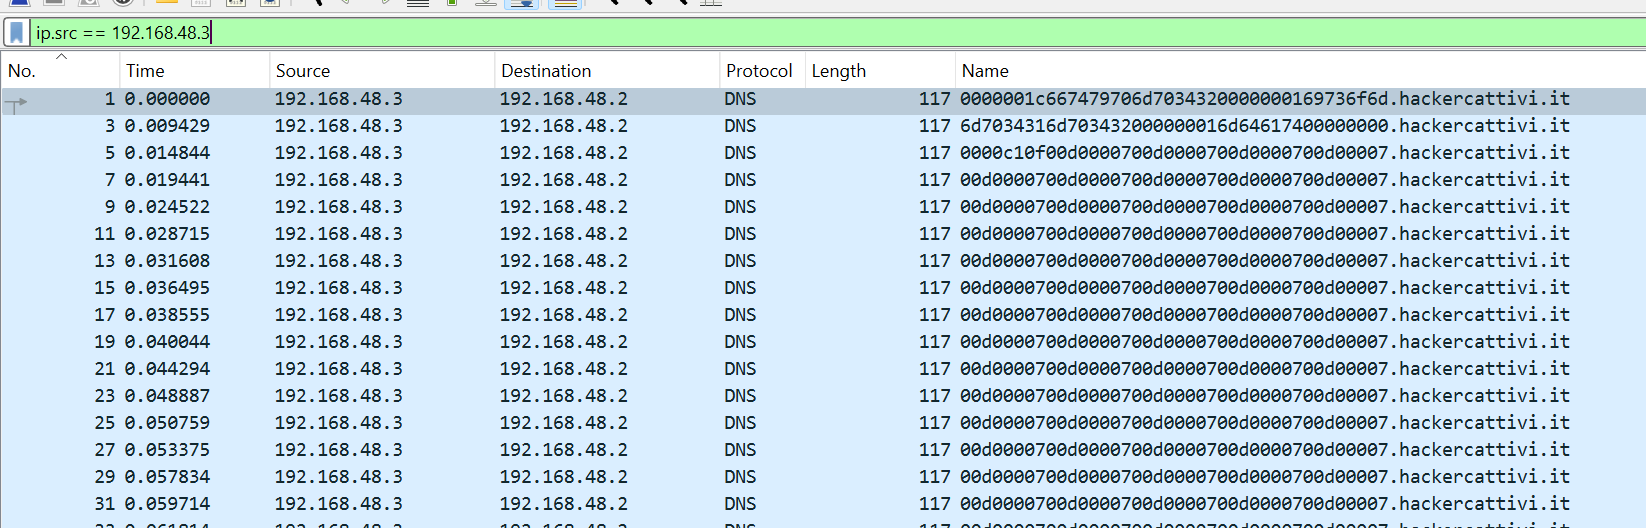 ip.src == 192.168.48.3
No. Time Source Destination Protocol Length Name
1 0.000000 192.168.48.3 192.168.48.2 DNS 117 0000001c667479706d7034320000000169736f6d.hackercattivi.it
3 0.009429 192.168.48.3 192.168.48.2 DNS 117 6d7034316d703432000000016d64617400000000.hackercattivi.it
5 0.014844 192.168.48.3 192.168.48.2 DNS 117 0000c10f00d0000700d0000700d0000700d00007.hackercattivi.it
7 0.019441 192.168.48.3 192.168.48.2 DNS 117 00d0000700d0000700d0000700d0000700d00007.hackercattivi.it
9 0.024522 192.168.48.3 192.168.48.2 DNS 117 00d0000700d0000700d0000700d0000700d00007.hackercattivi.it
11 0.028715 192.168.48.3 192.168.48.2 DNS 117 00d0000700d0000700d0000700d0000700d00007.hackercattivi.it
13 0.031608 192.168.48.3 192.168.48.2 DNS 117 00d0000700d0000700d0000700d0000700d00007.hackercattivi.it
15 0.036495 192.168.48.3 192.168.48.2 DNS 117 00d0000700d0000700d0000700d0000700d00007.hackercattivi.it
17 0.038555 192.168.48.3 192.168.48.2 DNS 117 00d0000700d0000700d0000700d0000700d00007.hackercattivi.it
19 0.040044 192.168.48.3 192.168.48.2 DNS 117 00d0000700d0000700d0000700d0000700d00007.hackercattivi.it
21 0.044294 192.168.48.3 192.168.48.2 DNS 117 00d0000700d0000700d0000700d0000700d00007.hackercattivi.it
23 0.048887 192.168.48.3 192.168.48.2 DNS 117 00d0000700d0000700d0000700d0000700d00007.hackercattivi.it
25 0.050759 192.168.48.3 192.168.48.2 DNS 117 00d0000700d0000700d0000700d0000700d00007.hackercattivi.it
27 0.053375 192.168.48.3 192.168.48.2 DNS 117 00d0000700d0000700d0000700d0000700d00007.hackercattivi.it
29 0.057834 192.168.48.3 192.168.48.2 DNS 117 00d0000700d0000700d0000700d0000700d00007.hackercattivi.it
31 0.059714 192.168.48.3 192.168.48.2 DNS 117 00d0000700d0000700d0000700d0000700d00007.hackercattivi.it